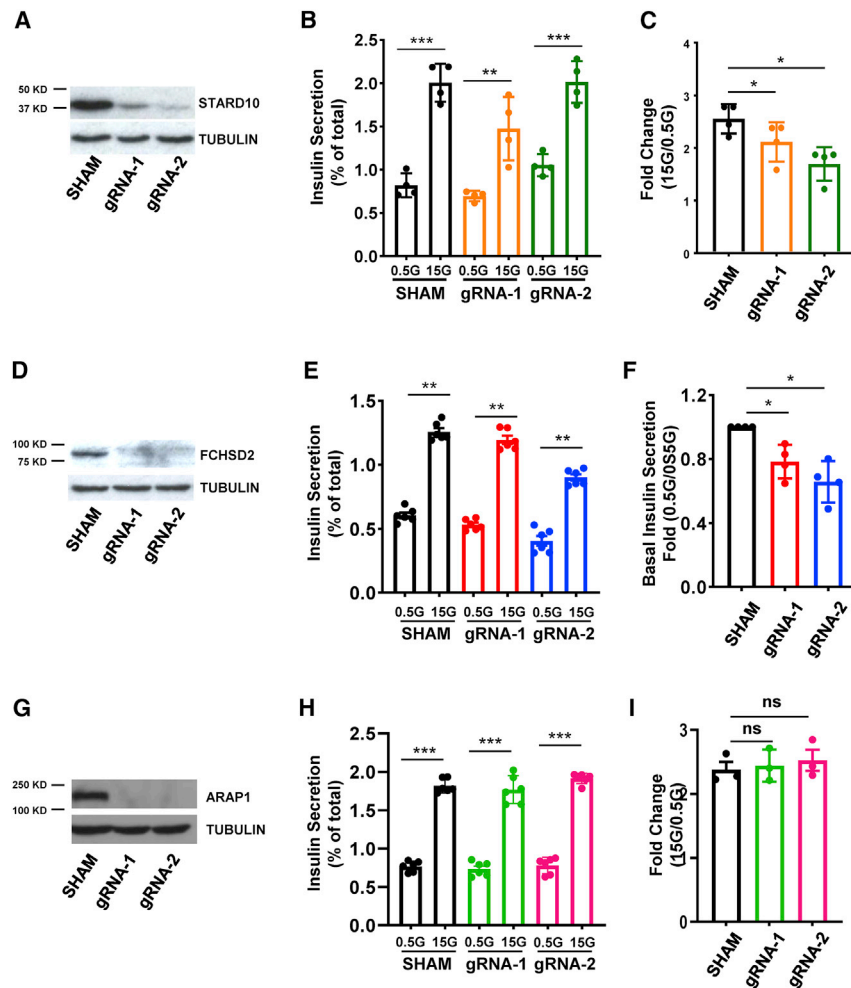 A
50 KD
37 KD
STARD10
TUBULIN
SHAM
gRNA-1
gRNA-2
B
Insulin Secretion
(% of total)
2.5
2.0
1.5
1.0
0.5
0.0
***
**
***
0.5G 15G 0.5G 15G 0.5G 15G
SHAM gRNA-1 gRNA-2
C
Fold Change
(15G/0.5G)
4
3
2
1
0
*
*
SHAM
gRNA-1
gRNA-2
D
100 KD
75 KD
FCHSD2
TUBULIN
SHAM
gRNA-1
gRNA-2
E
Insulin Secretion
(% of total)
1.5
1.0
0.5
0.0
**
**
**
0.5G 15G 0.5G 15G 0.5G 15G
SHAM gRNA-1 gRNA-2
F
Basal Insulin Secretion
Fold (0.5G/0S5G)
1.2
0.8
0.4
0.0
*
*
SHAM
gRNA-1
gRNA-2
G
250 KD
100 KD
ARAP1
TUBULIN
SHAM
gRNA-1
gRNA-2
H
Insulin Secretion
(% of total)
2.5
2.0
1.5
1.0
0.5
0.0
***
***
***
0.5G 15G 0.5G 15G 0.5G 15G
SHAM gRNA-1 gRNA-2
I
Fold Change
(15G/0.5G)
3
2
1
0
ns
ns
SHAM
gRNA-1
gRNA-2